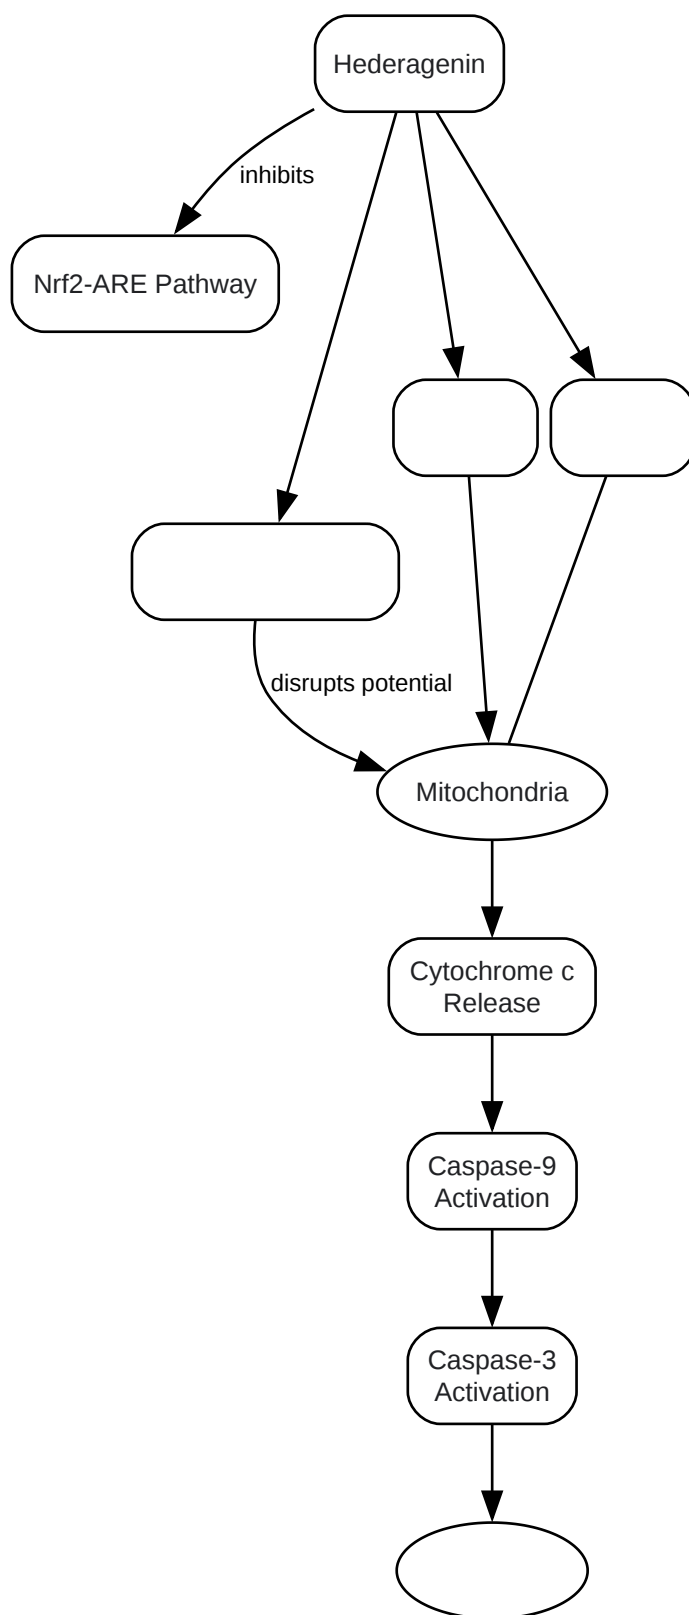 Hederagenin
inhibits
Nrf2-ARE Pathway
disrupts potential
Mitochondria
Cytochrome c
Release
Caspase-9
Activation
Caspase-3
Activation